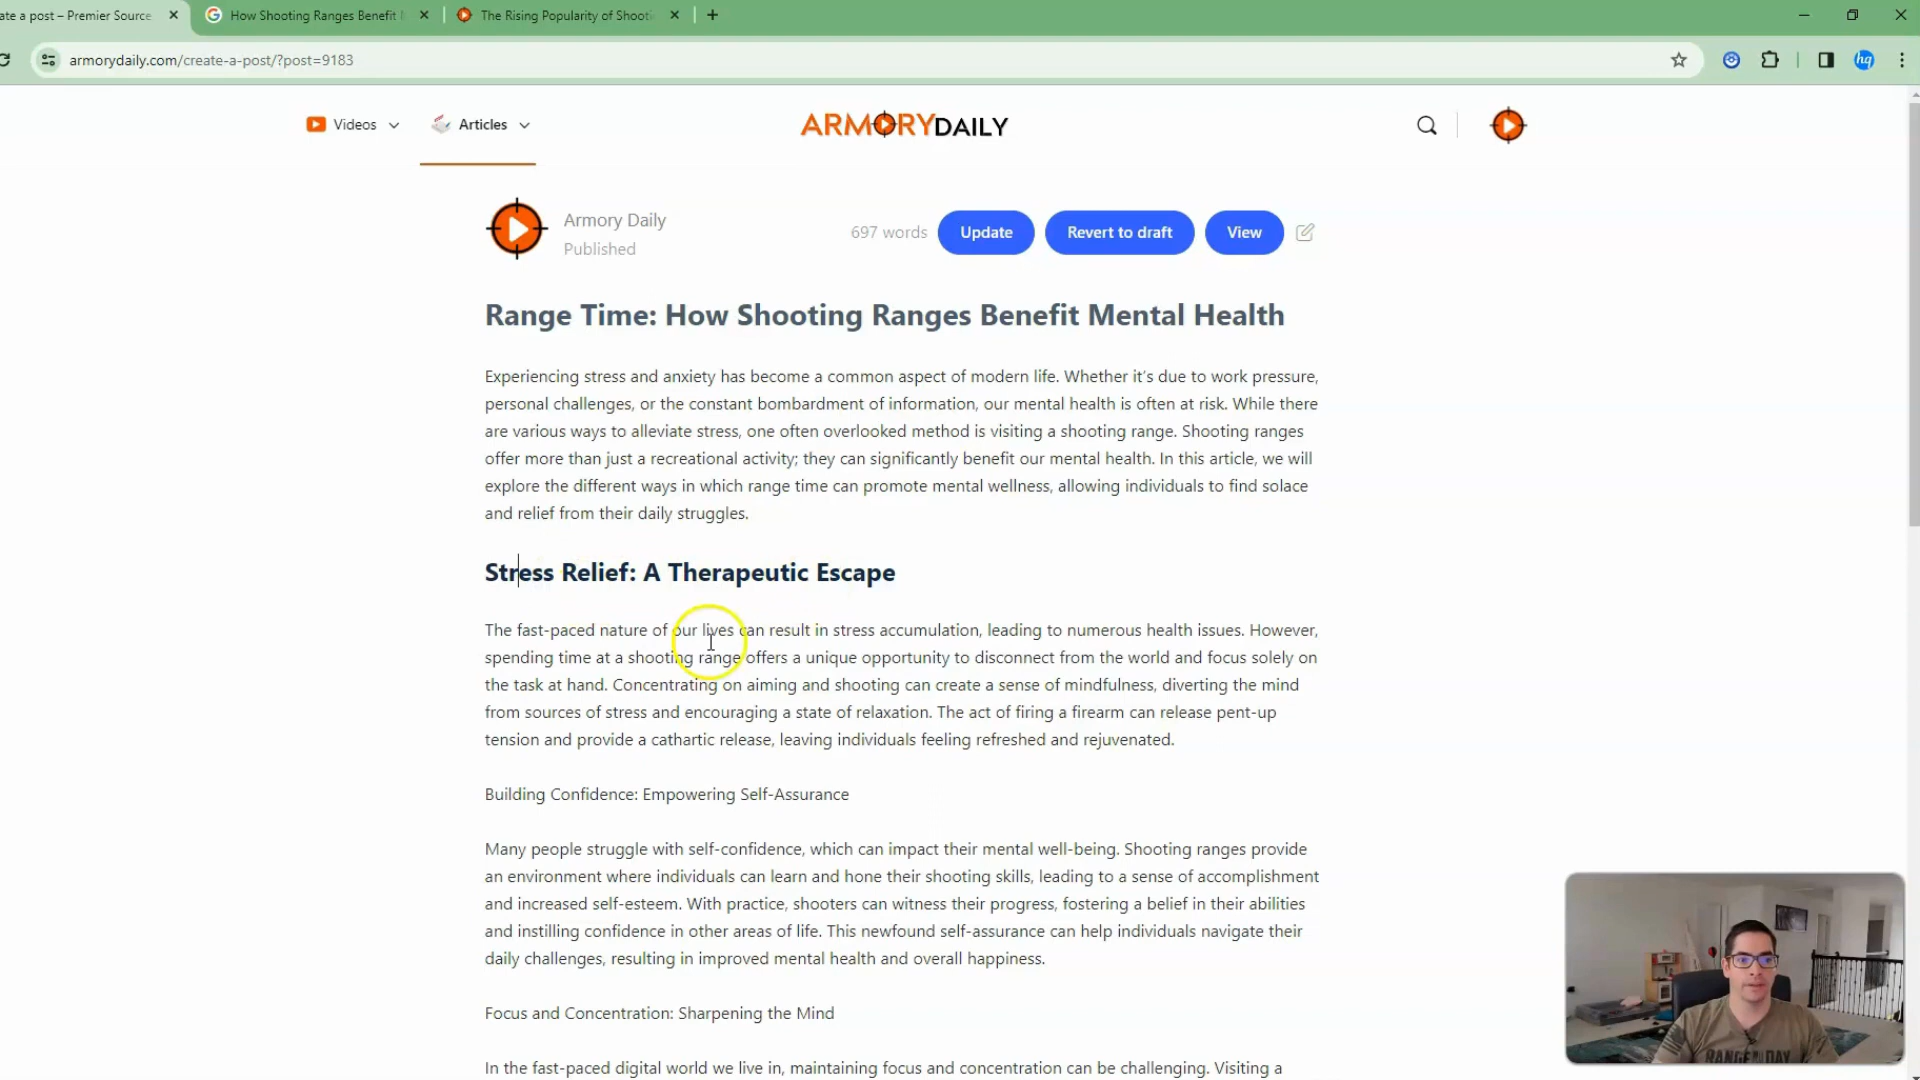 ate a post – Premier Source
How Shooting Ranges Benefit
The Rising Popularity of Shooti
armorydaily.com/create-a-post/?post=9183
hq
Videos
Articles
ARMORYDAILY
Armory Daily
Published
697 words
Update
Revert to draft
View
Range Time: How Shooting Ranges Benefit Mental Health
Experiencing stress and anxiety has become a common aspect of modern life. Whether it's due to work pressure,
personal challenges, or the constant bombardment of information, our mental health is often at risk. While there
are various ways to alleviate stress, one often overlooked method is visiting a shooting range. Shooting ranges
offer more than just a recreational activity; they can significantly benefit our mental health. In this article, we will
explore the different ways in which range time can promote mental wellness, allowing individuals to find solace
and relief from their daily struggles.
Stress Relief: A Therapeutic Escape
The fast-paced nature of our lives can result in stress accumulation, leading to numerous health issues. However,
spending time at a shooting range offers a unique opportunity to disconnect from the world and focus solely on
the task at hand. Concentrating on aiming and shooting can create a sense of mindfulness, diverting the mind
from sources of stress and encouraging a state of relaxation. The act of firing a firearm can release pent-up
tension and provide a cathartic release, leaving individuals feeling refreshed and rejuvenated.
Building Confidence: Empowering Self-Assurance
Many people struggle with self-confidence, which can impact their mental well-being. Shooting ranges provide
an environment where individuals can learn and hone their shooting skills, leading to a sense of accomplishment
and increased self-esteem. With practice, shooters can witness their progress, fostering a belief in their abilities
and instilling confidence in other areas of life. This newfound self-assurance can help individuals navigate their
daily challenges, resulting in improved mental health and overall happiness.
Focus and Concentration: Sharpening the Mind
In the fast-paced digital world we live in, maintaining focus and concentration can be challenging. Visiting a
RANGE DAY